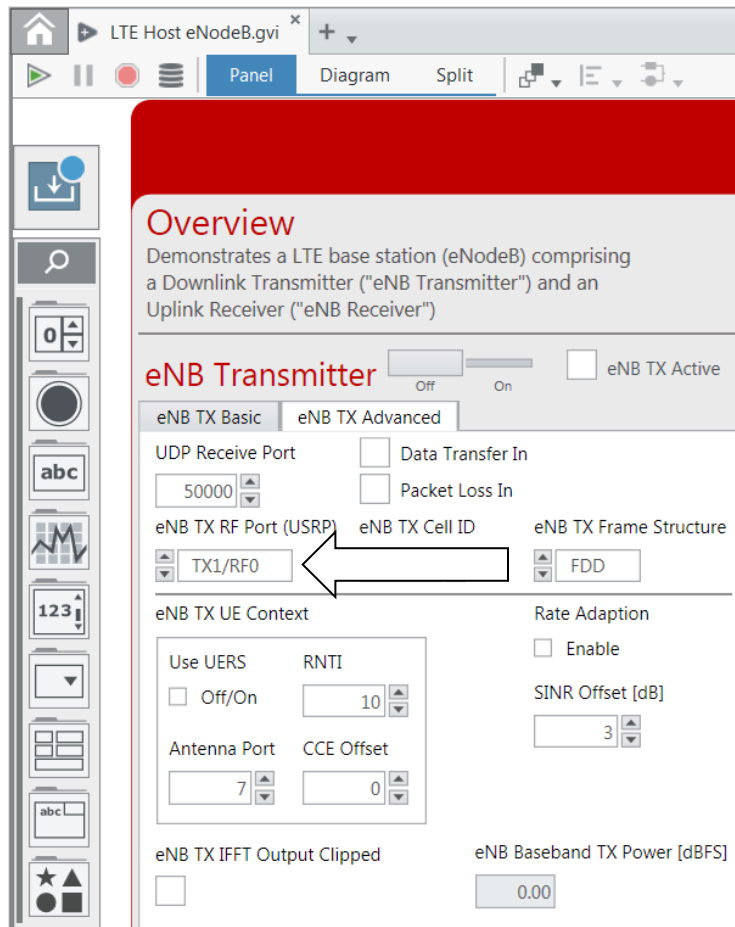 LTE Host eNodeB.gvi
Panel Diagram Split
Overview
Demonstrates a LTE base station (eNodeB) comprising
a Downlink Transmitter ("eNB Transmitter") and an
Uplink Receiver ("eNB Receiver")
0
eNB Transmitter Off On eNB TX Active
abc
eNB TX Basic eNB TX Advanced
UDP Receive Port Data Transfer In
50000 Packet Loss In
eNB TX RF Port (USRP) eNB TX Cell ID eNB TX Frame Structure
TX1/RF0 FDD
123
eNB TX UE Context Rate Adaption
Use UERS RNTI Enable
Off/On 10 SINR Offset [dB]
3
Antenna Port CCE Offset
7 0
abc
eNB TX IFFT Output Clipped eNB Baseband TX Power [dBFS]
0.00